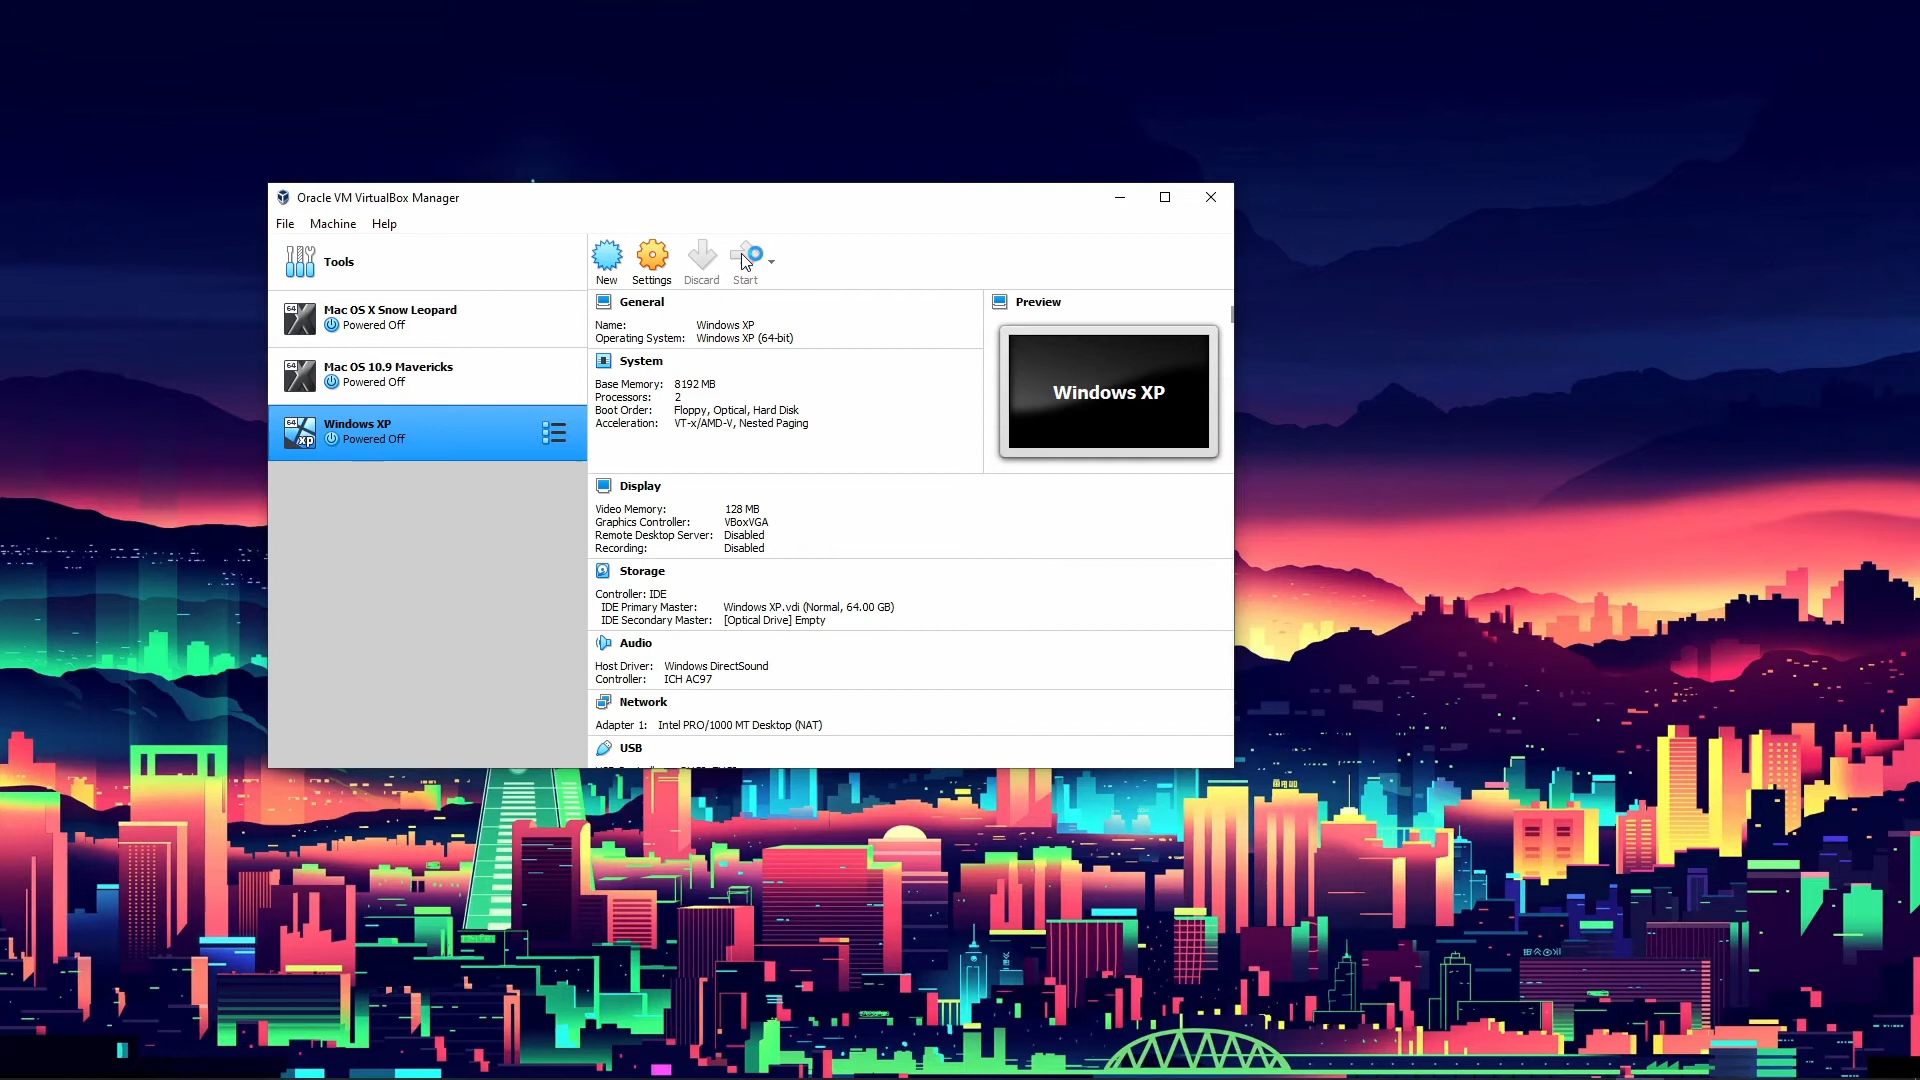 Oracle VM VirtualBox Manager
File Machine Help
Tools
New Settings Discard Start
64
Mac OS X Snow Leopard
Powered Off
64
Mac OS 10.9 Mavericks
Powered Off
64
xp
Windows XP
Powered Off
General
Name: Windows XP
Operating System: Windows XP (64-bit)
System
Base Memory: 8192 MB
Processors: 2
Boot Order: Floppy, Optical, Hard Disk
Acceleration: VT-x/AMD-V, Nested Paging
Preview
Windows XP
Display
Video Memory: 128 MB
Graphics Controller: VBoxVGA
Remote Desktop Server: Disabled
Recording: Disabled
Storage
Controller: IDE
IDE Primary Master: Windows XP.vdi (Normal, 64.00 GB)
IDE Secondary Master: [Optical Drive] Empty
Audio
Host Driver: Windows DirectSound
Controller: ICH AC97
Network
Adapter 1: Intel PRO/1000 MT Desktop (NAT)
USB